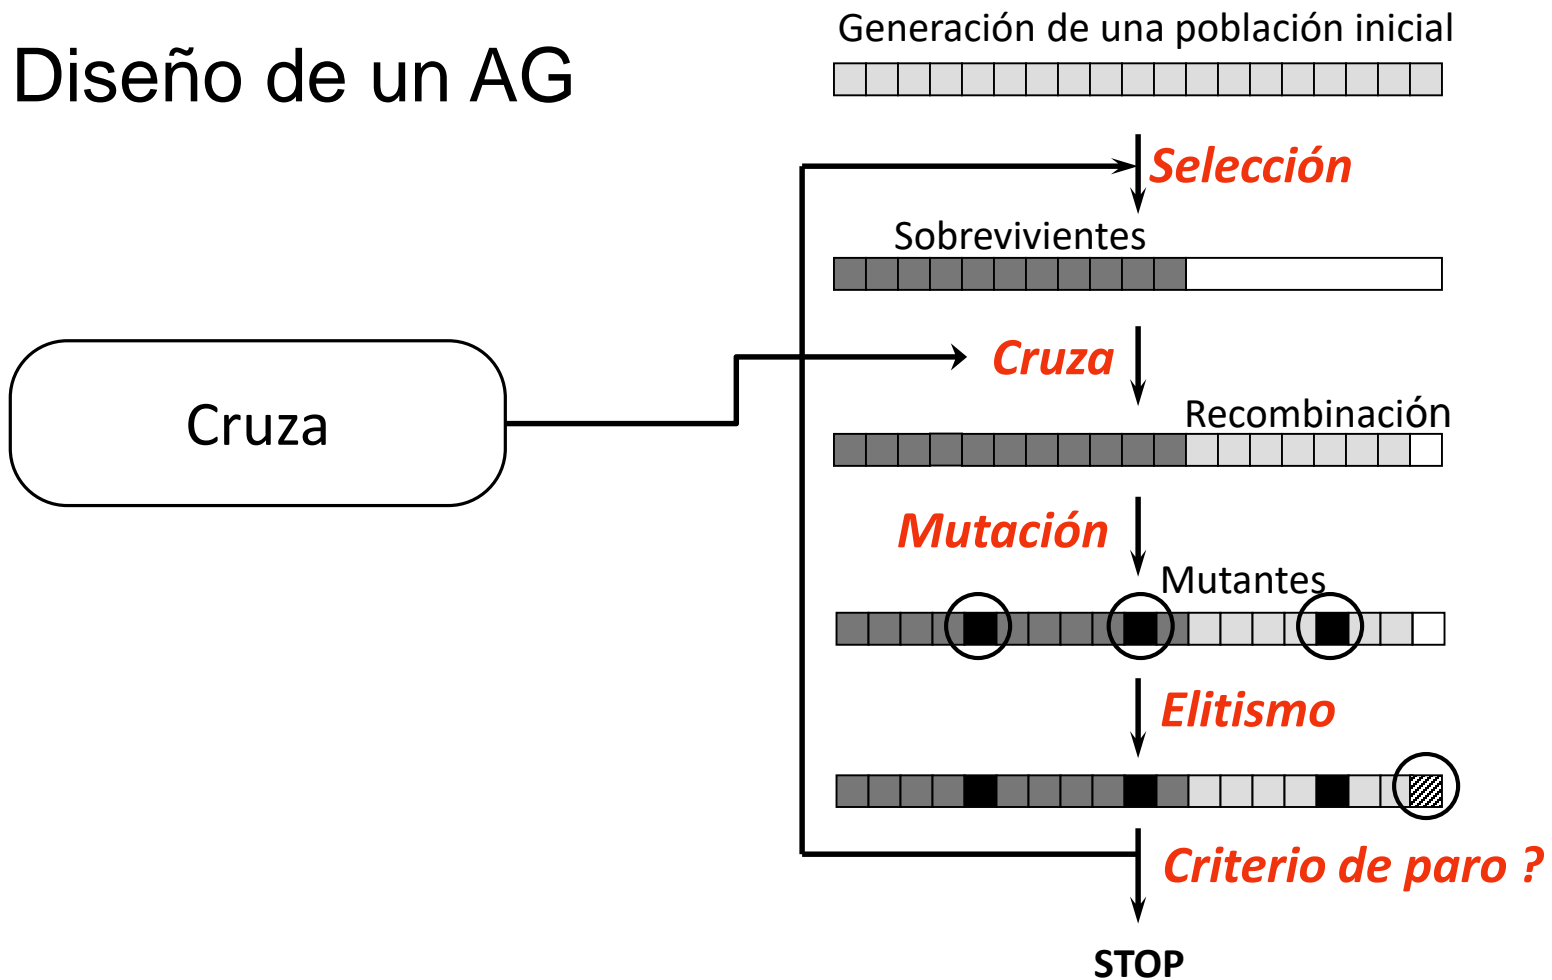 Diseño de un AG
Generación de una población inicial
Selección
Sobrevivientes
Cruza
Cruza
Recombinación
Mutación
Mutantes
Elitismo
Criterio de paro ?
STOP